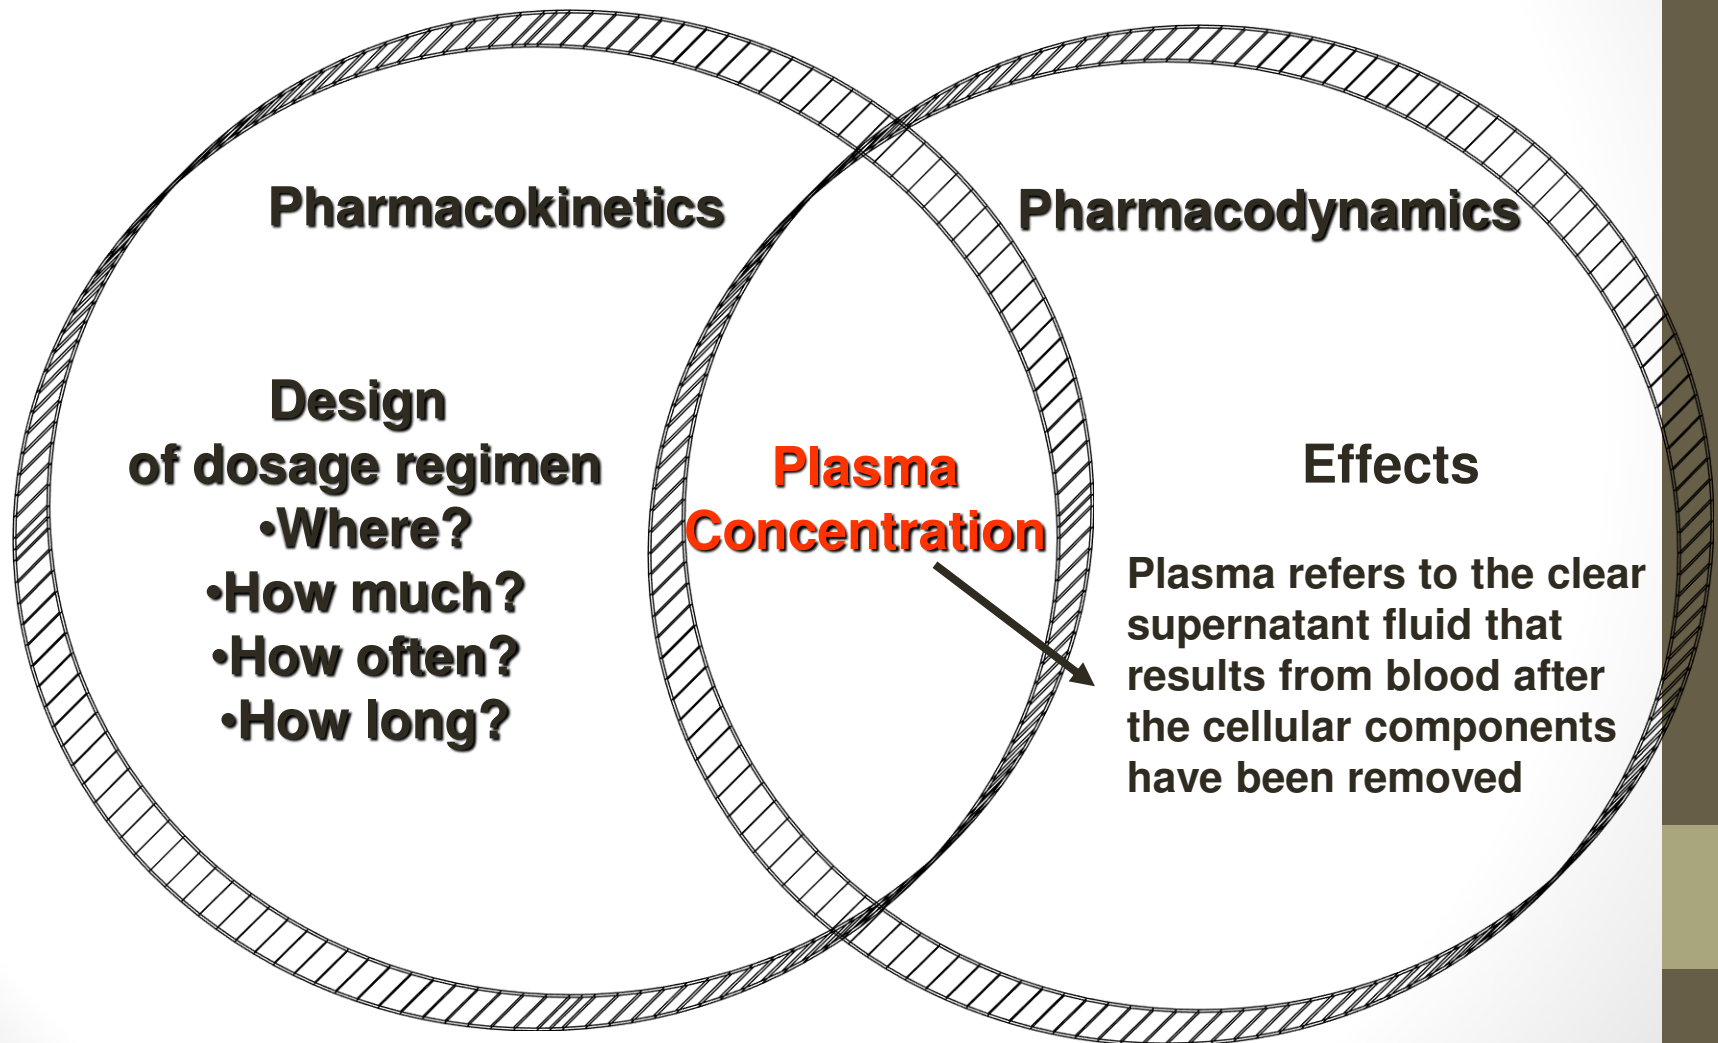 Pharmacokinetics
Pharmacodynamics
Design
of dosage regimen
•Where?
•How much?
•How often?
•How long?
Plasma
Concentration
Effects
Plasma refers to the clear
supernatant fluid that
results from blood after
the cellular components
have been removed